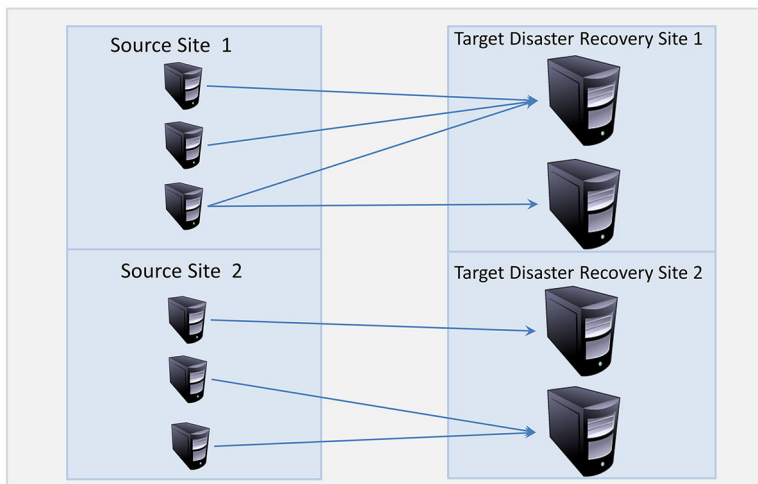 Source Site 1
Target Disaster Recovery Site 1
Source Site 2
Target Disaster Recovery Site 2